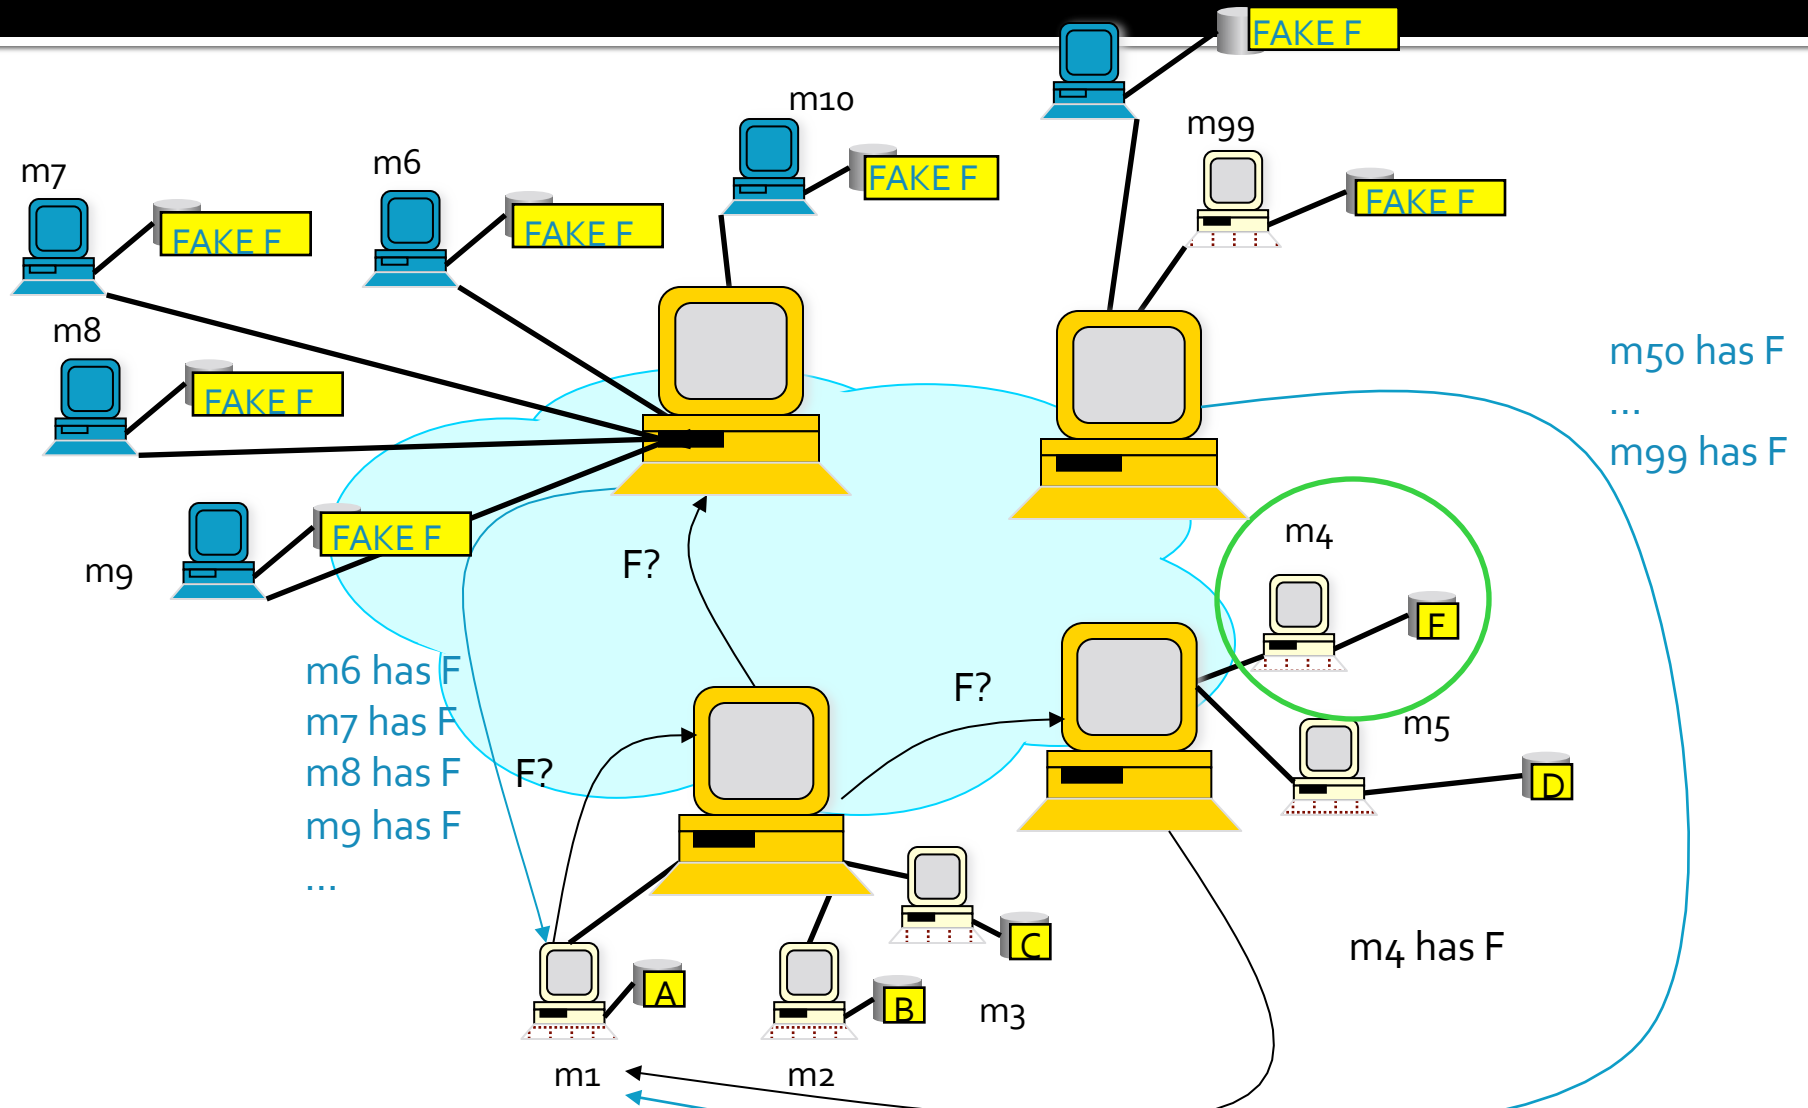 FAKE F
m10
m99
m7
m6
FAKE F
FAKE F
FAKE F
FAKE F
m8
m50 has F
...
FAKE F
m99 has F
m4
FAKE F
F?
m9
F
m6 has F
F?
m7 has F
m5
m8 has F
F?
D
m9 has F
...
C
m4 has F
A
B
m3
m1
m2